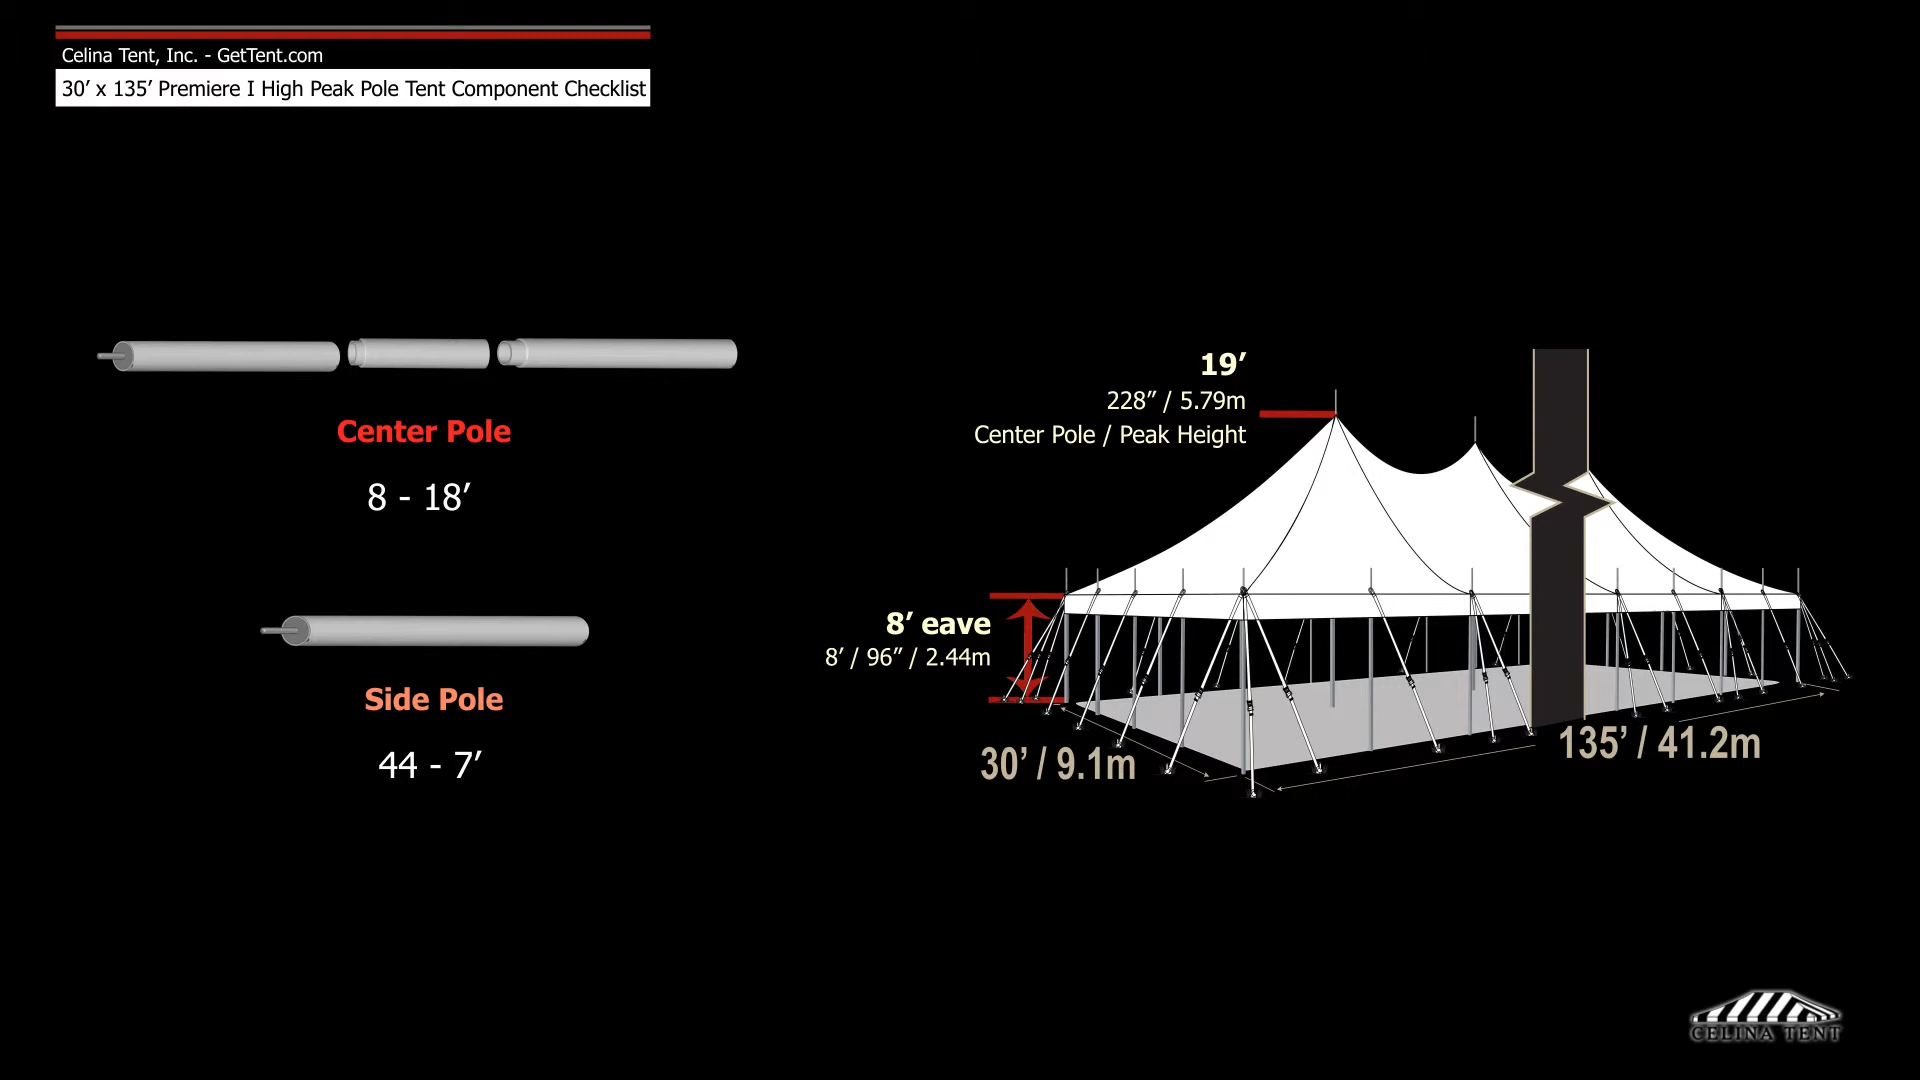 Celina Tent, Inc. - GetTent.com
30’ x 135’ Premiere I High Peak Pole Tent Component Checklist
Center Pole
8 - 18’
Side Pole
44 - 7’
19’
228” / 5.79m
Center Pole / Peak Height
8’ eave
8’ / 96” / 2.44m
30’ / 9.1m
135’ / 41.2m
CELINA TENT